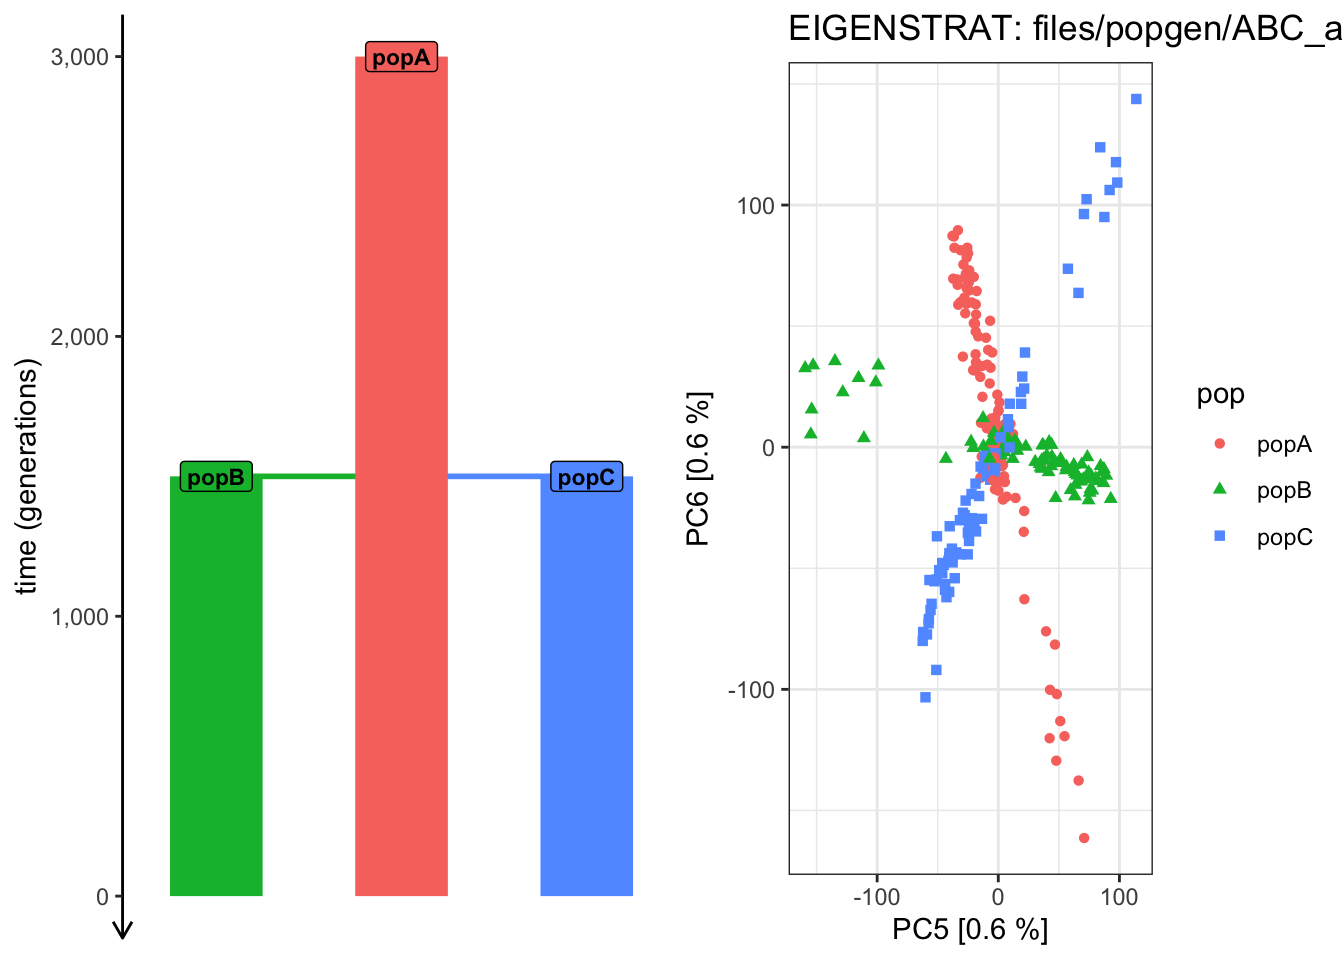 time (generations)
3,000
2,000
1,000
0
popA
popB
popC
EIGENSTRAT: files/popgen/ABC_a
PC6 [0.6 %]
100
0
-100
-100
0
100
PC5 [0.6 %]
pop
popA
popB
popC